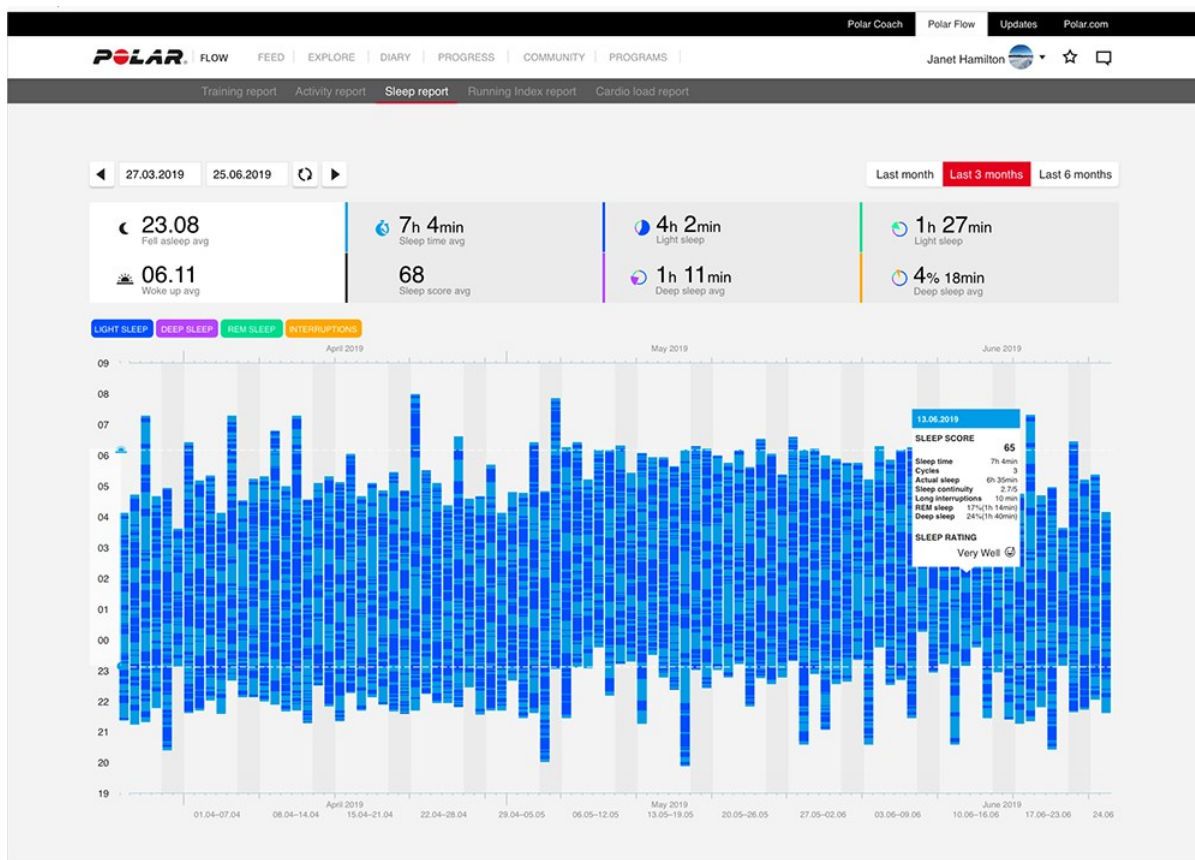 Polar Coach Polar Flow Updates Polar.com
POLAR. FLOW FEED EXPLORE DIARY PROGRESS COMMUNITY PROGRAMS Janet Hamilton
Training report Activity report Sleep report Running Index report Cardio load report
27.03.2019 25.06.2019 Last month Last 3 months Last 6 months
23.08 7h 4min 4h 2min 1h 27min
Fell asleep avg Sleep time avg Light sleep Light sleep
06.11 68 1h 11min 4% 18min
Woke up avg Sleep score avg Deep sleep avg Deep sleep avg
LIGHT SLEEP DEEP SLEEP REM SLEEP INTERRUPTIONS
April 2019 May 2019 June 2019
09
08
07
06
05
04
03
02
01
00
23
22
21
20
19
13.06.2019
SLEEP SCORE
65
Sleep time 7h 4min
Cycles 3
Actual sleep 6h 35min
Sleep continuity 2.7/5
Long interruptions 10 min
REM sleep 17%(1h 14min)
Deep sleep 24%(1h 40min)
SLEEP RATING
Very Well
April 2019 May 2019 June 2019
01.04–07.04 08.04–14.04 15.04–21.04 22.04–28.04 29.04–05.05 06.05–12.05 13.05–19.05 20.05–26.05 27.05–02.06 03.06–09.06 10.06–16.06 17.06–23.06 24.06